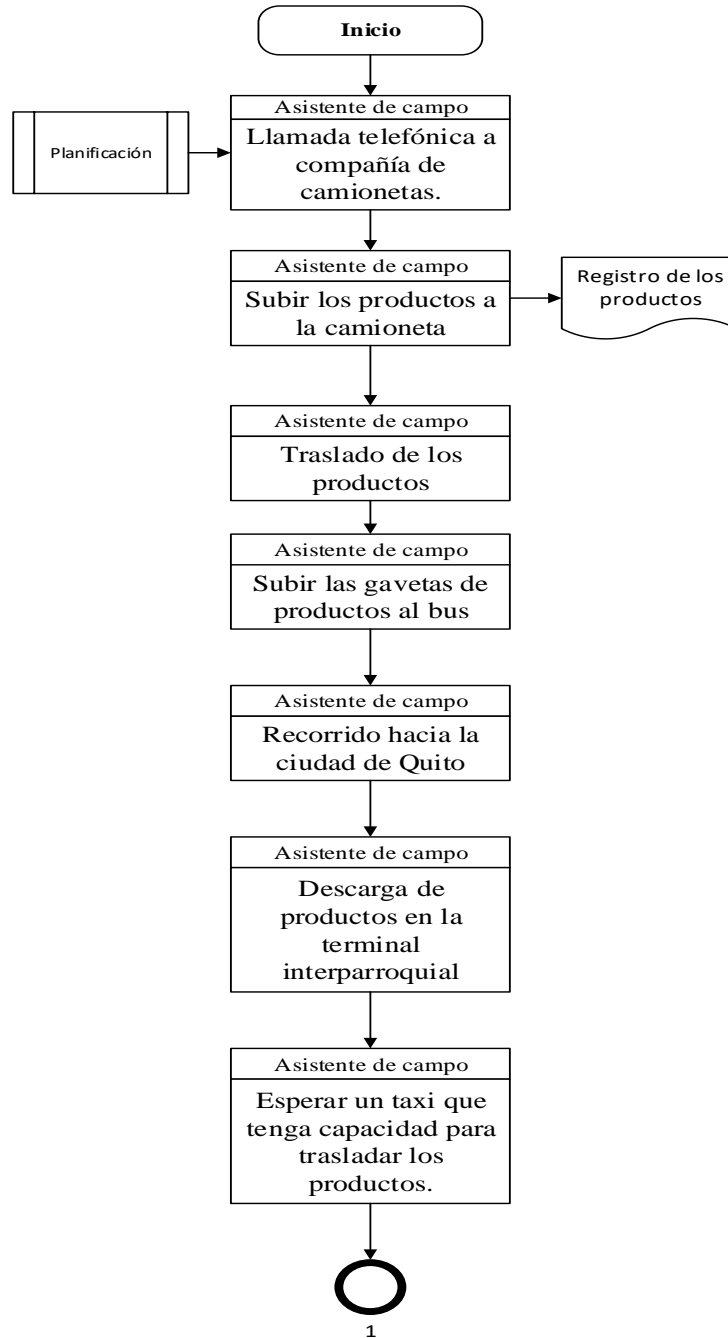 Inicio
Asistente de campo
Planificación
Llamada telefónica a
compañía de
camionetas.
Asistente de campo
Subir los productos a
la camioneta
Registro de los
productos
Asistente de campo
Traslado de los
productos
Asistente de campo
Subir las gavetas de
productos al bus
Asistente de campo
Recorrido hacia la
ciudad de Quito
Asistente de campo
Descarga de
productos en la
terminal
interparroquial
Asistente de campo
Esperar un taxi que
tenga capacidad para
trasladar los
productos.
1